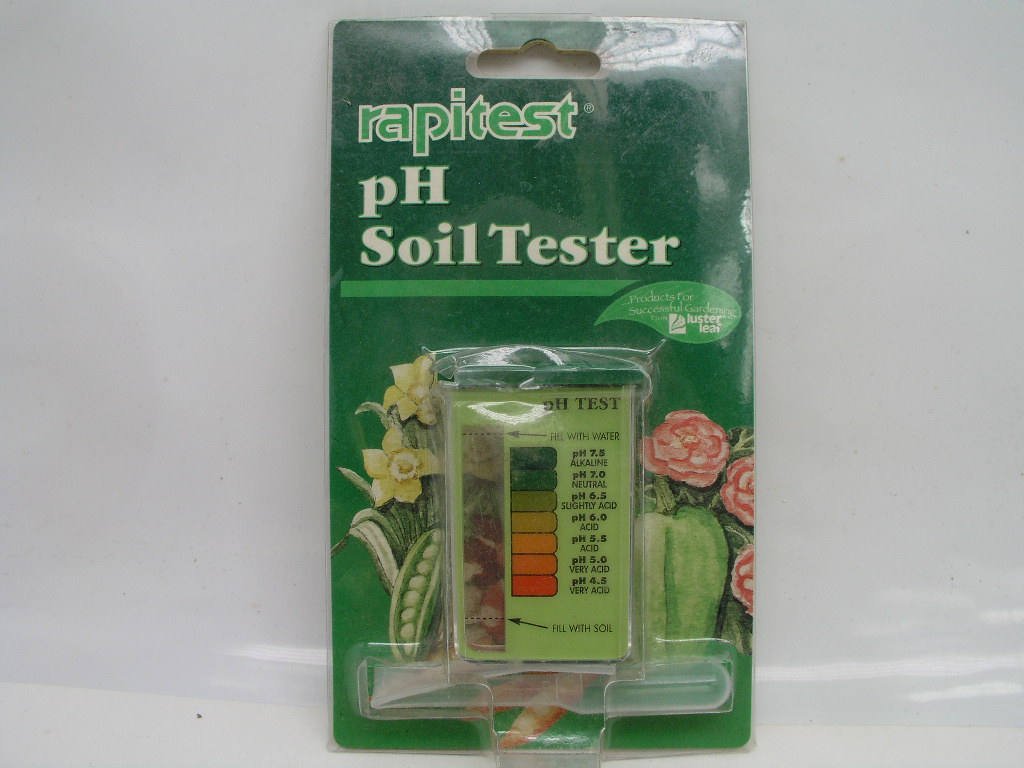 rapitest®
pH
Soil Tester
...Products For
Successful Gardening
From luster
leaf
pH TEST
FILL WITH WATER
pH 7.5
ALKALINE
pH 7.0
NEUTRAL
pH 6.5
SLIGHTLY ACID
pH 6.0
ACID
pH 5.5
ACID
pH 5.0
VERY ACID
pH 4.5
VERY ACID
FILL WITH SOIL